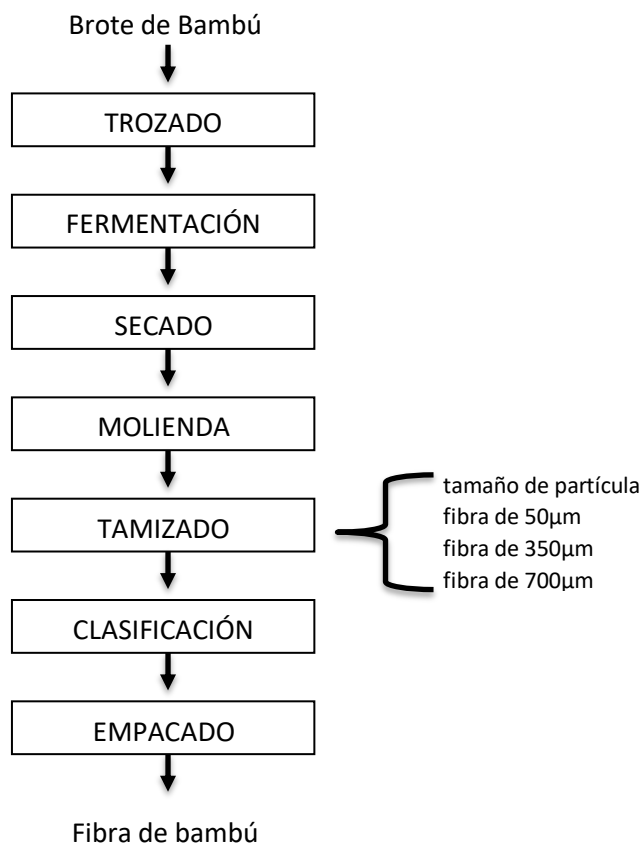 Brote de Bambú
TROZADO
FERMENTACIÓN
SECADO
MOLIENDA
TAMIZADO
tamaño de partícula
fibra de 50µm
fibra de 350µm
fibra de 700µm
CLASIFICACIÓN
EMPACADO
Fibra de bambú